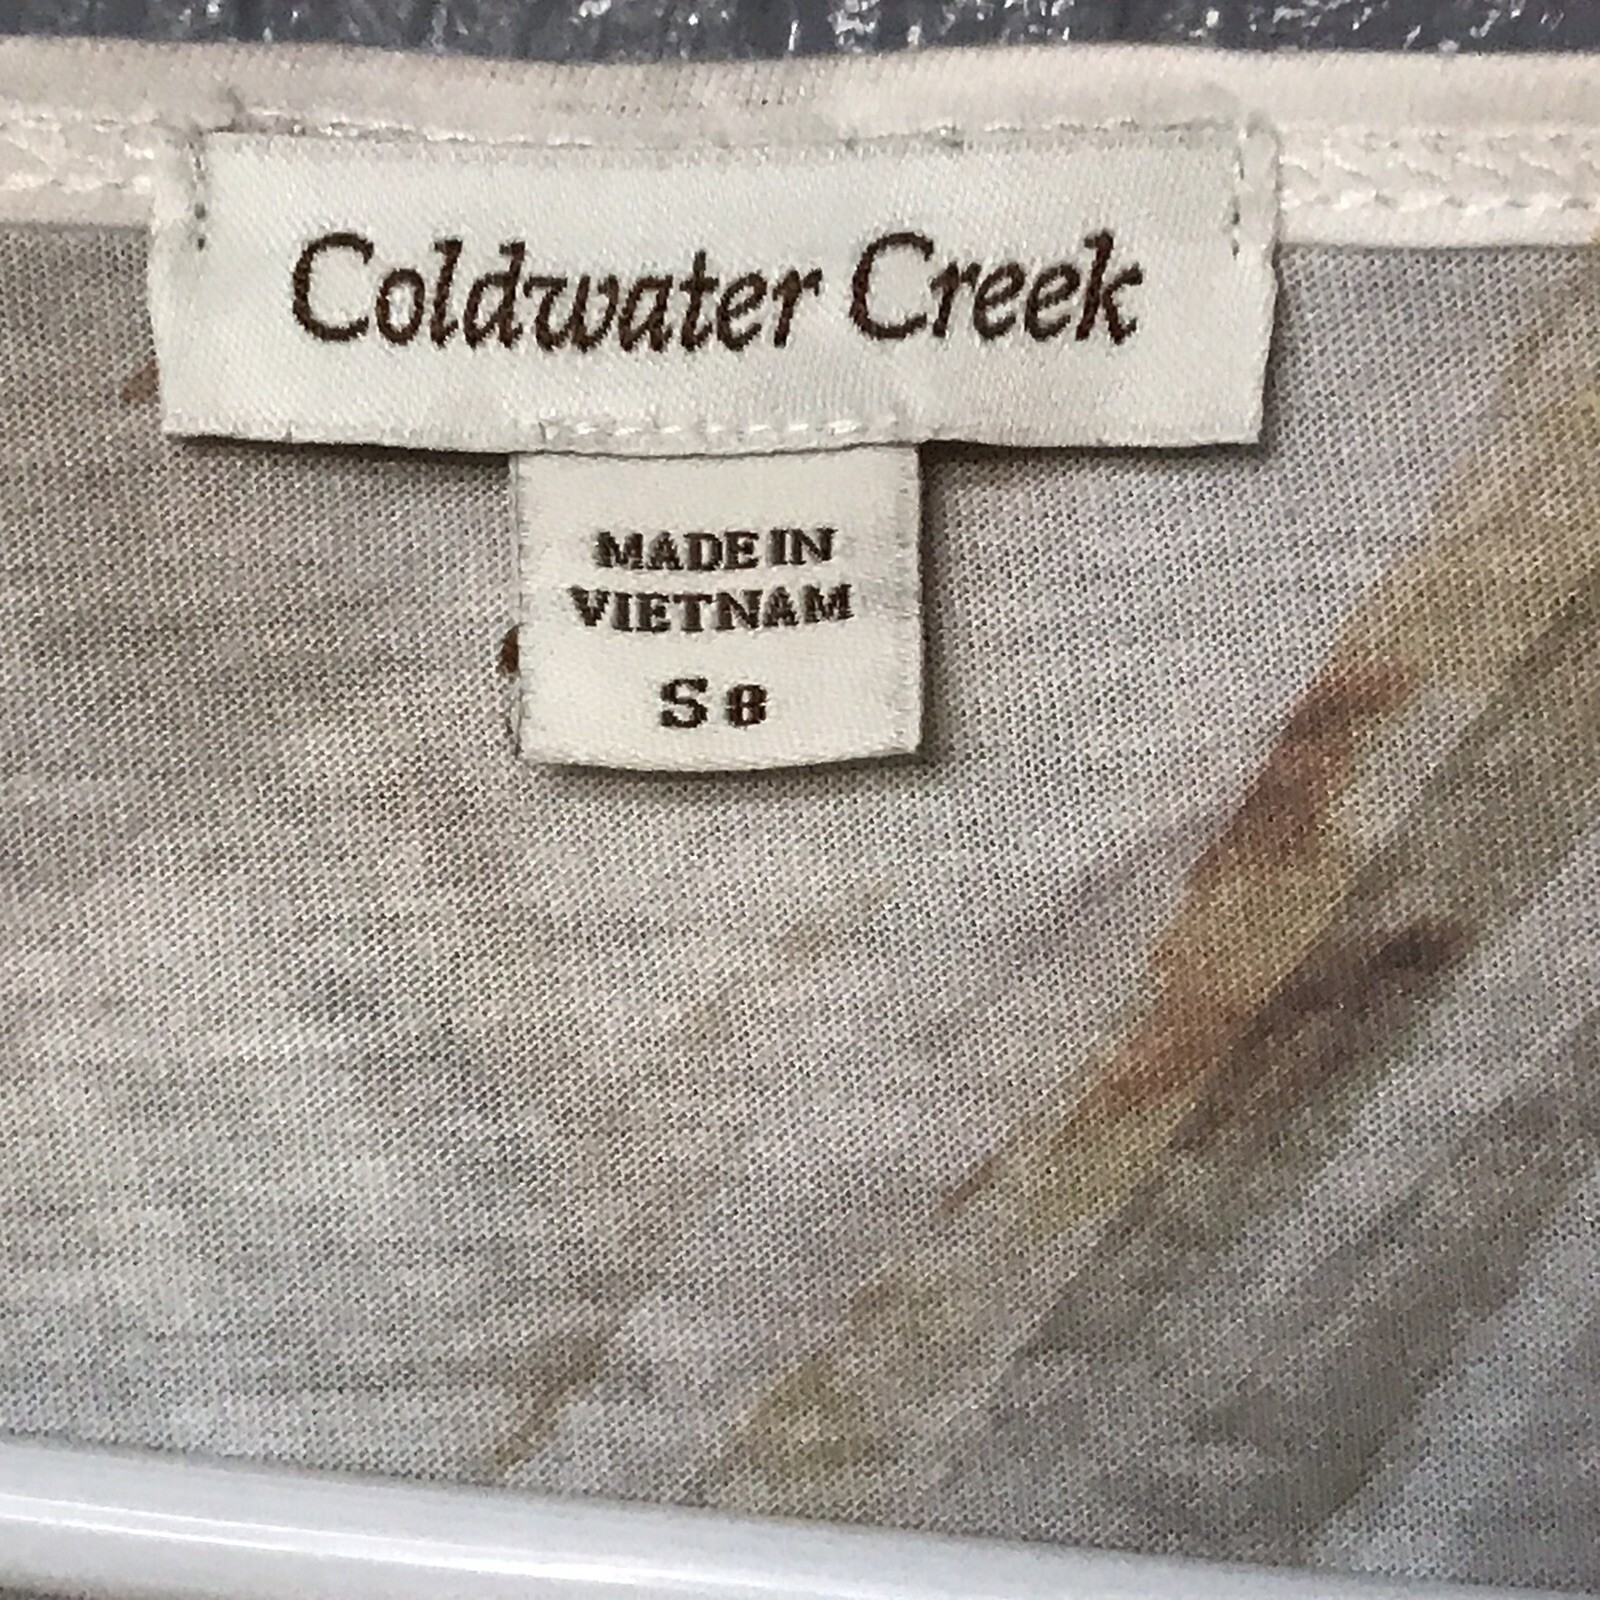 Coldwater Creek
MADE IN
VIETNAM
S 8